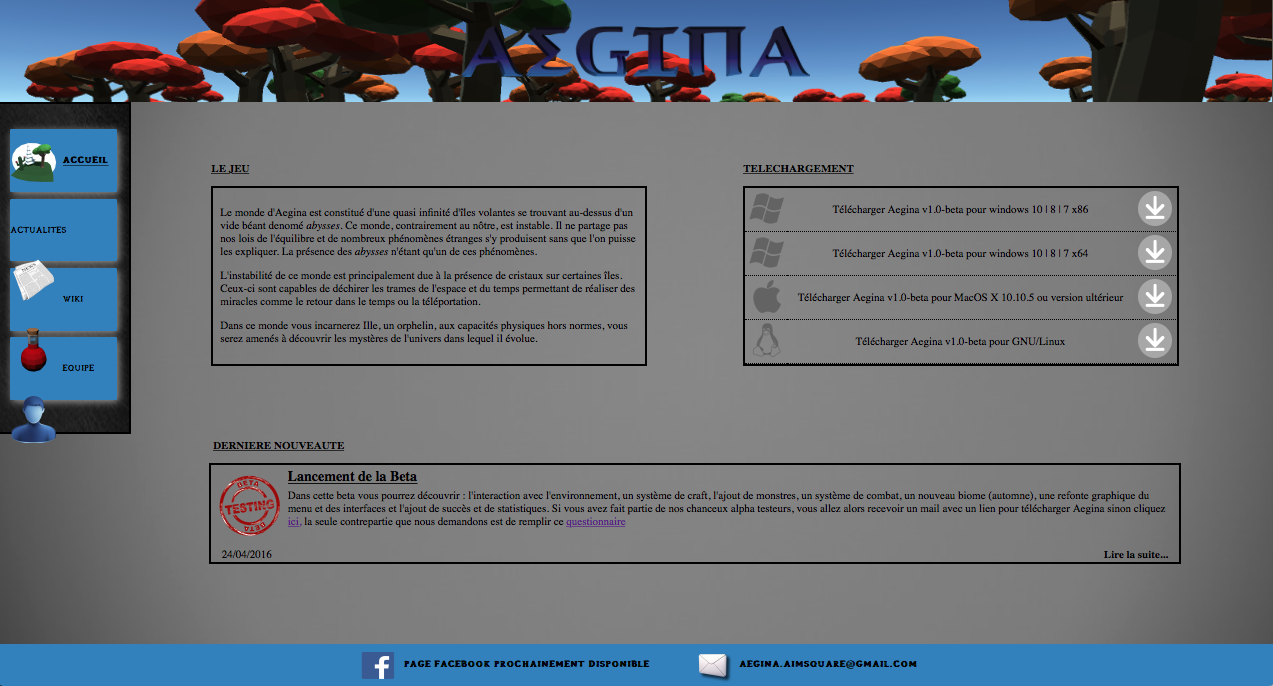 AEGINA
ACCUEIL
ACTUALITES
WIKI
EQUIPE
LE JEU
Le monde d'Aegina est constitué d'une quasi infinité d'îles volantes se trouvant au-dessus d'un
vide béant denomé abysses. Ce monde, contrairement au nôtre, est instable. Il ne partage pas
nos lois de l'équilibre et de nombreux phénomènes étranges s'y produisent sans que l'on puisse
les expliquer. La présence des abysses n'étant qu'un de ces phénomènes.
L'instabilité de ce monde est principalement due à la présence de cristaux sur certaines îles.
Ceux-ci sont capables de déchirer les trames de l'espace et du temps permettant de réaliser des
miracles comme le retour dans le temps ou la téléportation.
Dans ce monde vous incarnerez Ille, un orphelin, aux capacités physiques hors normes, vous
serez amenés à découvrir les mystères de l'univers dans lequel il évolue.
TELECHARGEMENT
Télécharger Aegina v1.0-beta pour windows 10 | 8 | 7 x86
Télécharger Aegina v1.0-beta pour windows 10 | 8 | 7 x64
Télécharger Aegina v1.0-beta pour MacOS X 10.10.5 ou version ultérieur
Télécharger Aegina v1.0-beta pour GNU/Linux
DERNIERE NOUVEAUTE
BETA
TESTING
BETA
Lancement de la Beta
Dans cette beta vous pourrez découvrir : l'interaction avec l'environnement, un système de craft, l'ajout de monstres, un système de combat, un nouveau biome (automne), une refonte graphique du
menu et des interfaces et l'ajout de succès et de statistiques. Si vous avez fait partie de nos chanceux alpha testeurs, vous allez alors recevoir un mail avec un lien pour télécharger Aegina sinon cliquez
ici, la seule contrepartie que nous demandons est de remplir ce questionnaire
24/04/2016
Lire la suite...
PAGE FACEBOOK PROCHAINEMENT DISPONIBLE
AEGINA.AIMSQUARE@GMAIL.COM